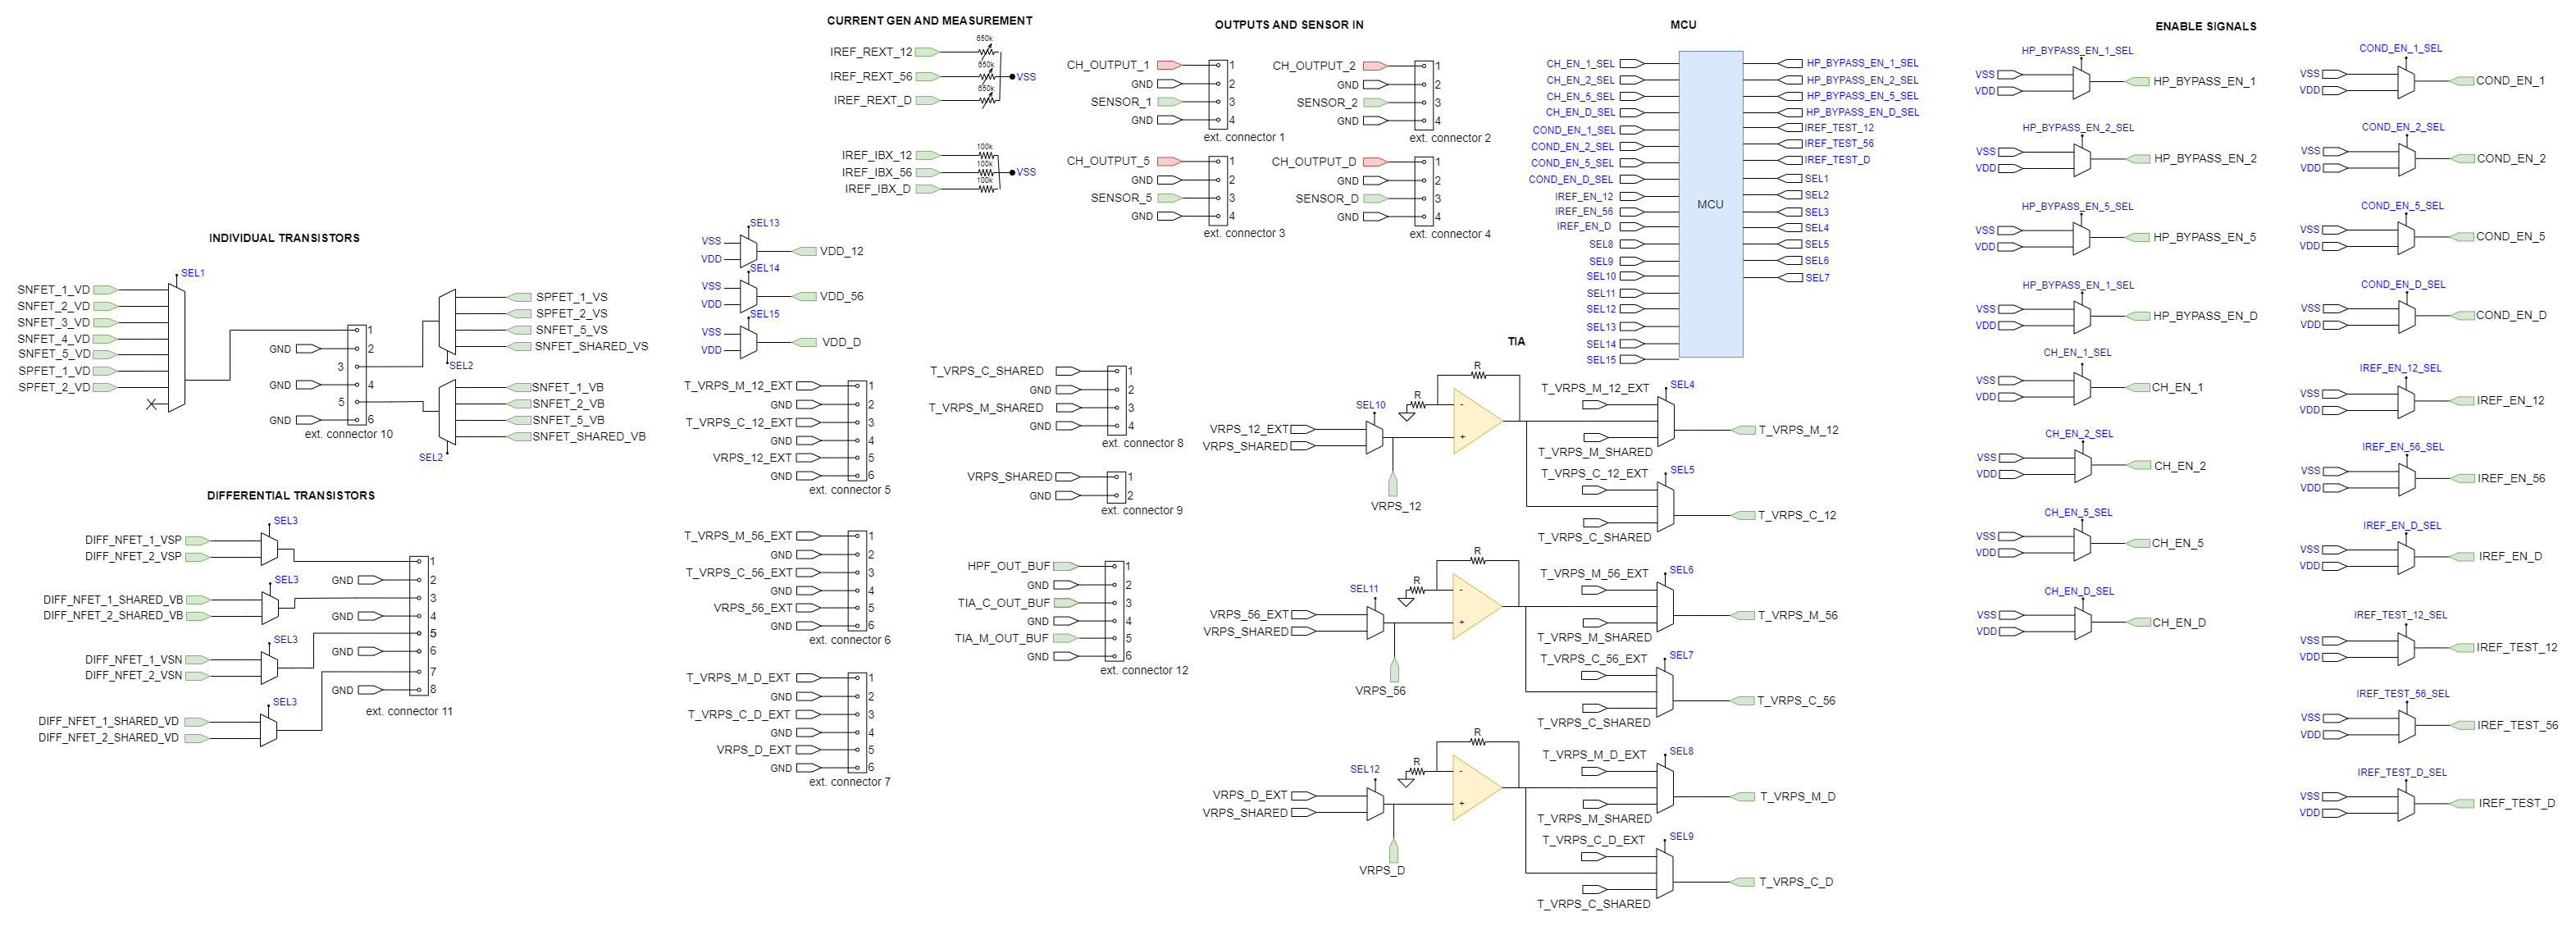 CURRENT GEN AND MEASUREMENT
IREF_REXT_12
650k
IREF_REXT_56
650k
VSS
IREF_REXT_D
650k
IREF_IBX_12
100k
IREF_IBX_56
100k
VSS
IREF_IBX_D
100k
OUTPUTS AND SENSOR IN
CH_OUTPUT_1
1
GND
2
SENSOR_1
3
GND
4
ext. connector 1
CH_OUTPUT_2
1
GND
2
SENSOR_2
3
GND
4
ext. connector 2
CH_OUTPUT_5
1
GND
2
SENSOR_5
3
GND
4
ext. connector 3
CH_OUTPUT_D
1
GND
2
SENSOR_D
3
GND
4
ext. connector 4
MCU
CH_EN_1_SEL
CH_EN_2_SEL
CH_EN_5_SEL
CH_EN_D_SEL
COND_EN_1_SEL
COND_EN_2_SEL
COND_EN_5_SEL
COND_EN_D_SEL
IREF_EN_12
IREF_EN_56
IREF_EN_D
SEL8
SEL9
SEL10
SEL11
SEL12
SEL13
SEL14
SEL15
MCU
HP_BYPASS_EN_1_SEL
HP_BYPASS_EN_2_SEL
HP_BYPASS_EN_5_SEL
HP_BYPASS_EN_D_SEL
IREF_TEST_12
IREF_TEST_56
IREF_TEST_D
SEL1
SEL2
SEL3
SEL4
SEL5
SEL6
SEL7
ENABLE SIGNALS
HP_BYPASS_EN_1_SEL
VSS
VDD
HP_BYPASS_EN_1
HP_BYPASS_EN_2_SEL
VSS
VDD
HP_BYPASS_EN_2
HP_BYPASS_EN_5_SEL
VSS
VDD
HP_BYPASS_EN_5
HP_BYPASS_EN_1_SEL
VSS
VDD
HP_BYPASS_EN_D
CH_EN_1_SEL
VSS
VDD
CH_EN_1
CH_EN_2_SEL
VSS
VDD
CH_EN_2
CH_EN_5_SEL
VSS
VDD
CH_EN_5
CH_EN_D_SEL
VSS
VDD
CH_EN_D
COND_EN_1_SEL
VSS
VDD
COND_EN_1
COND_EN_2_SEL
VSS
VDD
COND_EN_2
COND_EN_5_SEL
VSS
VDD
COND_EN_5
COND_EN_D_SEL
VSS
VDD
COND_EN_D
IREF_EN_12_SEL
VSS
VDD
IREF_EN_12
IREF_EN_56_SEL
VSS
VDD
IREF_EN_56
IREF_EN_D_SEL
VSS
VDD
IREF_EN_D
IREF_TEST_12_SEL
VSS
VDD
IREF_TEST_12
IREF_TEST_56_SEL
VSS
VDD
IREF_TEST_56
IREF_TEST_D_SEL
VSS
VDD
IREF_TEST_D
INDIVIDUAL TRANSISTORS
SEL1
SNFET_1_VD
SNFET_2_VD
SNFET_3_VD
SNFET_4_VD
SNFET_5_VD
SPFET_1_VD
SPFET_2_VD
1
GND
2
3
GND
4
5
GND
6
ext. connector 10
SPFET_1_VS
SPFET_2_VS
SNFET_5_VS
SNFET_SHARED_VS
SEL2
SNFET_1_VB
SNFET_2_VB
SNFET_5_VB
SNFET_SHARED_VB
SEL2
DIFFERENTIAL TRANSISTORS
SEL3
DIFF_NFET_1_VSP
DIFF_NFET_2_VSP
SEL3
DIFF_NFET_1_SHARED_VB
DIFF_NFET_2_SHARED_VB
SEL3
DIFF_NFET_1_VSN
DIFF_NFET_2_VSN
SEL3
DIFF_NFET_1_SHARED_VD
DIFF_NFET_2_SHARED_VD
1
GND
2
3
GND
4
5
GND
6
7
GND
8
ext. connector 11
SEL13
VSS
VDD
VDD_12
SEL14
VSS
VDD
VDD_56
SEL15
VSS
VDD
VDD_D
T_VRPS_M_12_EXT
1
GND
2
T_VRPS_C_12_EXT
3
GND
4
VRPS_12_EXT
5
GND
6
ext. connector 5
T_VRPS_M_56_EXT
1
GND
2
T_VRPS_C_56_EXT
3
GND
4
VRPS_56_EXT
5
GND
6
ext. connector 6
T_VRPS_M_D_EXT
1
GND
2
T_VRPS_C_D_EXT
3
GND
4
VRPS_D_EXT
5
GND
6
ext. connector 7
T_VRPS_C_SHARED
1
GND
2
T_VRPS_M_SHARED
3
GND
4
ext. connector 8
VRPS_SHARED
1
GND
2
ext. connector 9
HPF_OUT_BUF
1
GND
2
TIA_C_OUT_BUF
3
GND
4
TIA_M_OUT_BUF
5
GND
6
ext. connector 12
TIA
R
R
-
+
SEL10
VRPS_12_EXT
VRPS_SHARED
VRPS_12
T_VRPS_M_12_EXT
SEL4
T_VRPS_M_SHARED
T_VRPS_M_12
T_VRPS_C_12_EXT
SEL5
T_VRPS_C_SHARED
T_VRPS_C_12
R
R
-
+
SEL11
VRPS_56_EXT
VRPS_SHARED
VRPS_56
T_VRPS_M_56_EXT
SEL6
T_VRPS_M_SHARED
T_VRPS_M_56
T_VRPS_C_56_EXT
SEL7
T_VRPS_C_SHARED
T_VRPS_C_56
R
R
-
+
SEL12
VRPS_D_EXT
VRPS_SHARED
VRPS_D
T_VRPS_M_D_EXT
SEL8
T_VRPS_M_SHARED
T_VRPS_M_D
T_VRPS_C_D_EXT
SEL9
T_VRPS_C_SHARED
T_VRPS_C_D